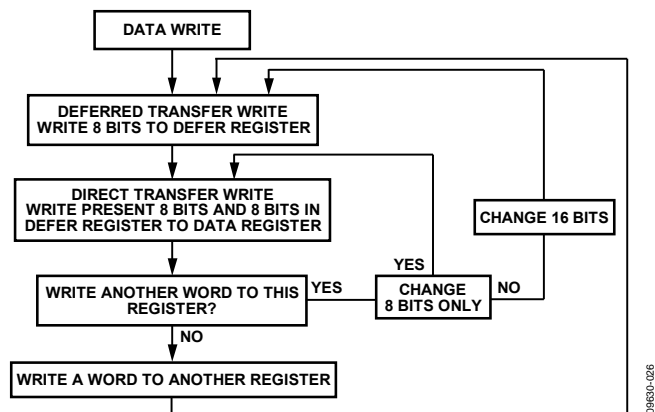 DATA WRITE
DEFERRED TRANSFER WRITE
WRITE 8 BITS TO DEFER REGISTER
DIRECT TRANSFER WRITE
WRITE PRESENT 8 BITS AND 8 BITS IN
DEFER REGISTER TO DATA REGISTER
CHANGE 16 BITS
WRITE ANOTHER WORD TO THIS
REGISTER?
YES
YES
CHANGE
8 BITS ONLY
NO
NO
WRITE A WORD TO ANOTHER REGISTER
09630-026